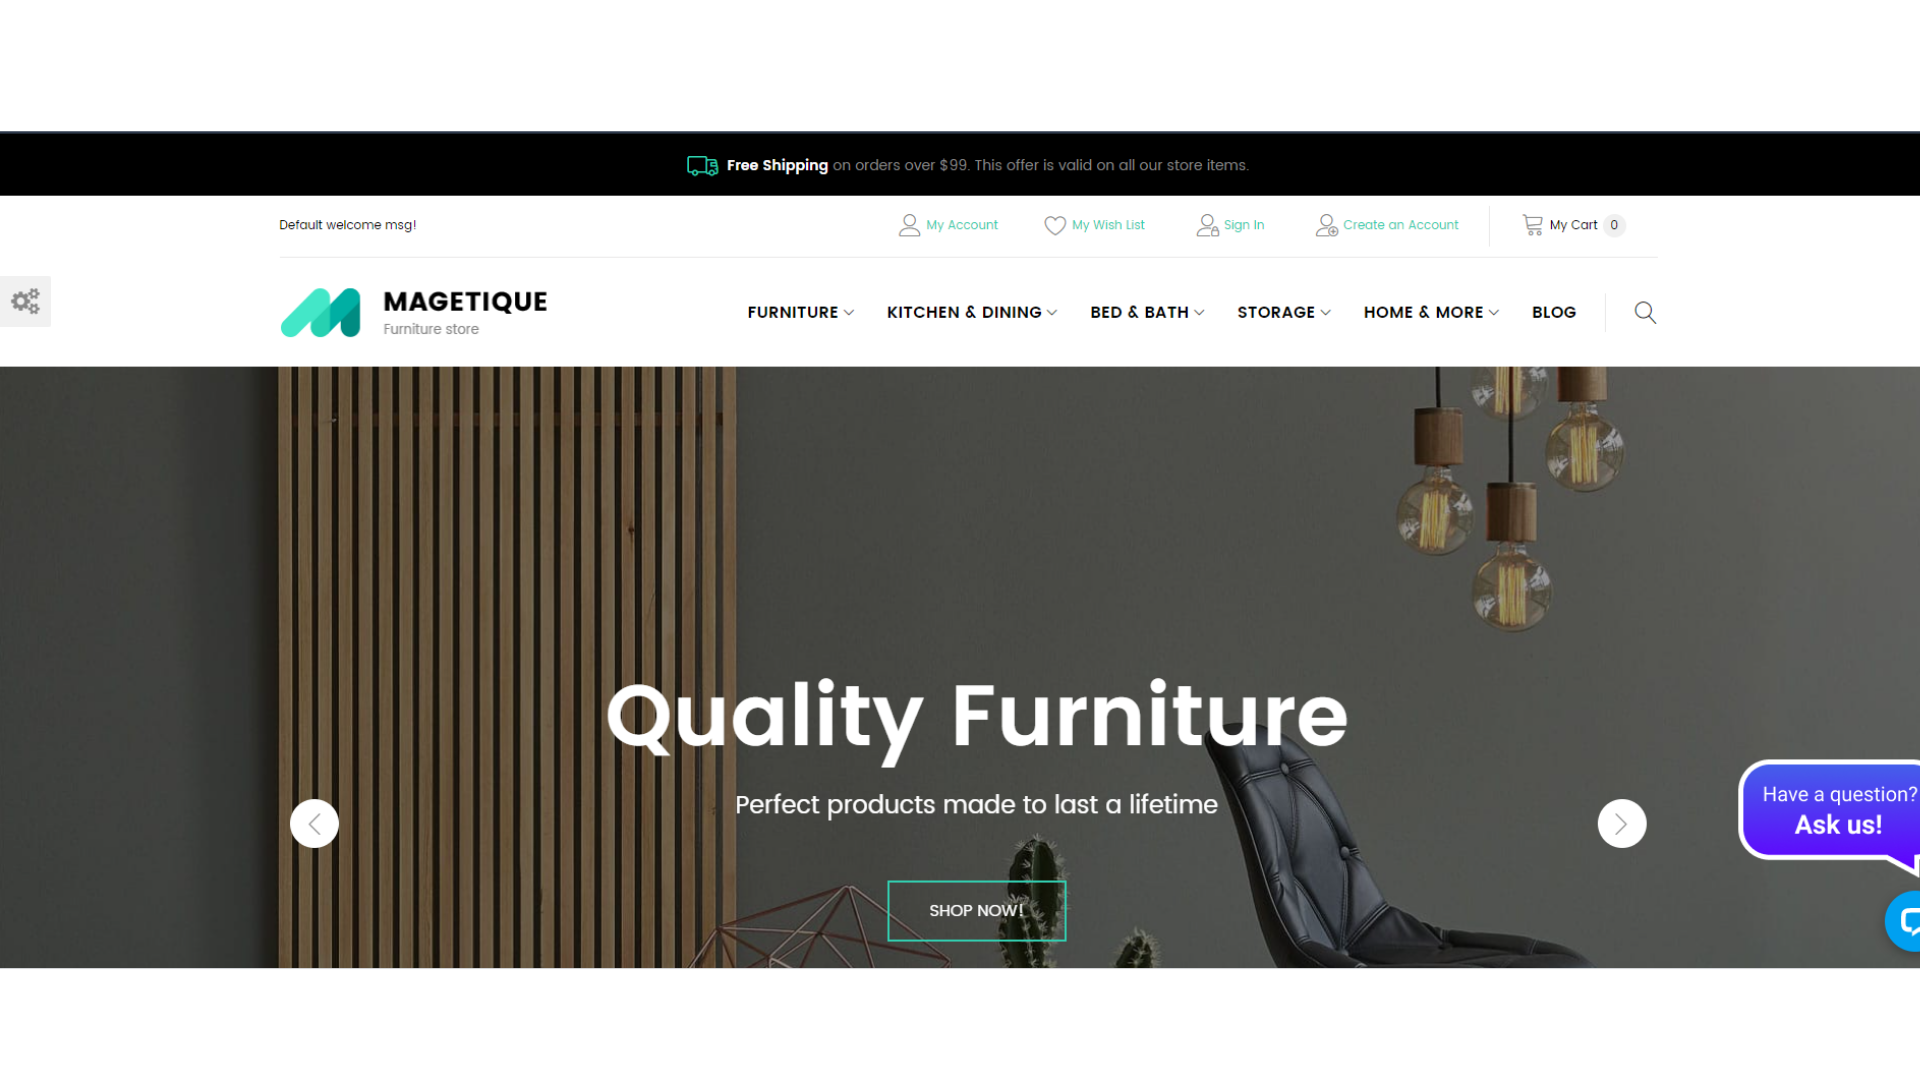 Free Shipping on orders over $99. This offer is valid on all our store items.
Default welcome msg!
My Account
My Wish List
Sign In
Create an Account
My Cart 0
MAGETIQUE
Furniture store
FURNITURE
KITCHEN & DINING
BED & BATH
STORAGE
HOME & MORE
BLOG
Quality Furniture
Perfect products made to last a lifetime
SHOP NOW!
Have a question?
Ask us!